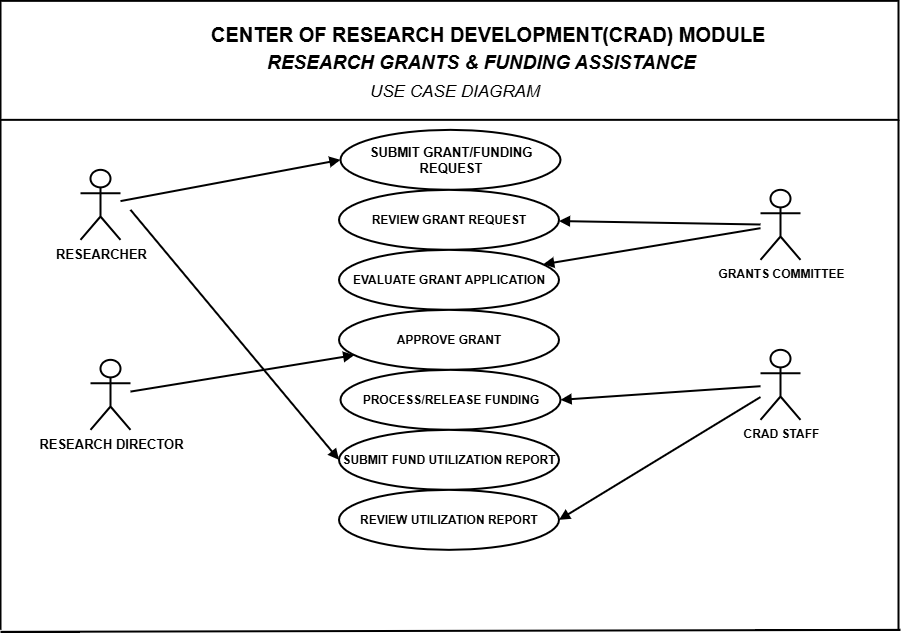 CENTER OF RESEARCH DEVELOPMENT(CRAD) MODULE
RESEARCH GRANTS & FUNDING ASSISTANCE
USE CASE DIAGRAM
SUBMIT GRANT/FUNDING
REQUEST
REVIEW GRANT REQUEST
RESEARCHER
GRANTS COMMITTEE
EVALUATE GRANT APPLICATION
APPROVE GRANT
PROCESS/RELEASE FUNDING
RESEARCH DIRECTOR
CRAD STAFF
SUBMIT FUND UTILIZATION REPORT
REVIEW UTILIZATION REPORT